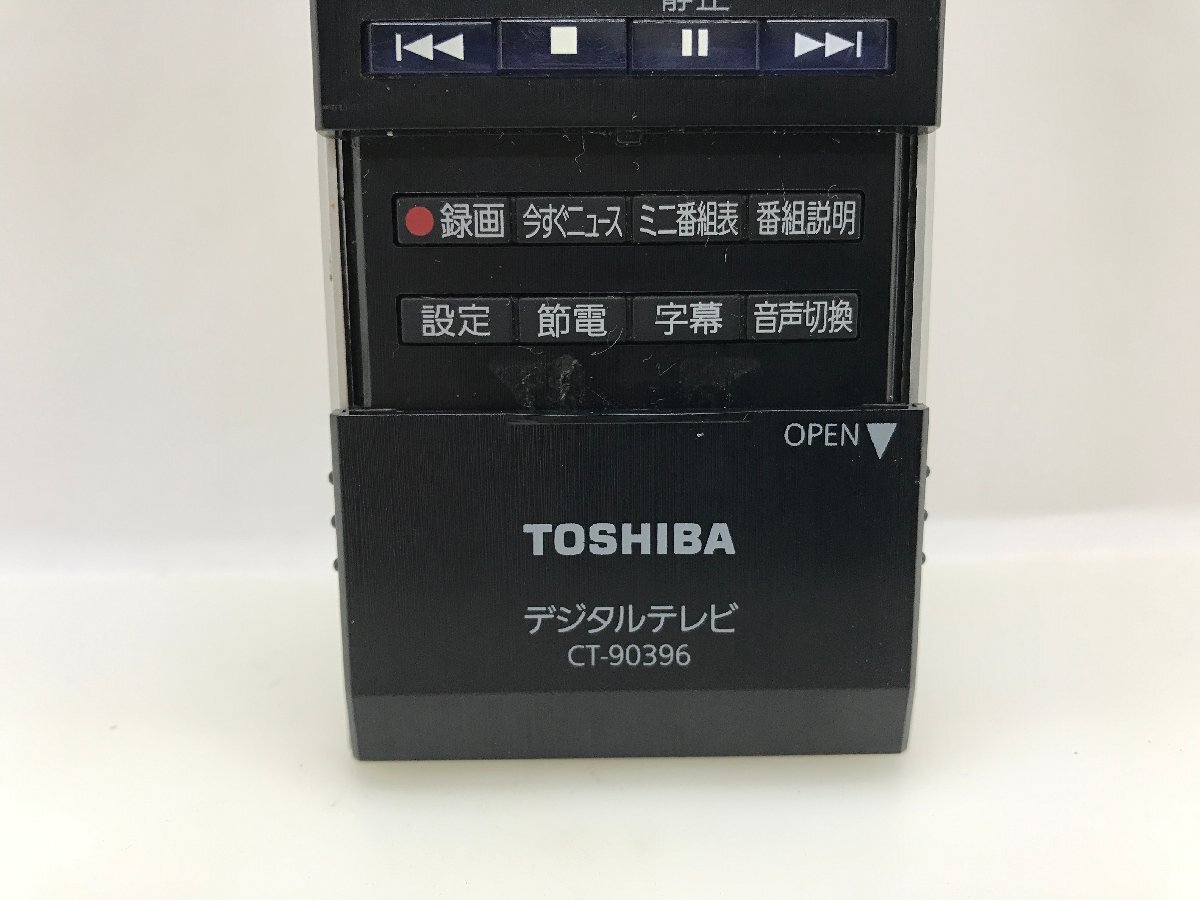 静止
録画 今すぐニュース ミニ番組表 番組説明
設定 節電 字幕 音声切換
OPEN
TOSHIBA
デジタルテレビ
CT-90396